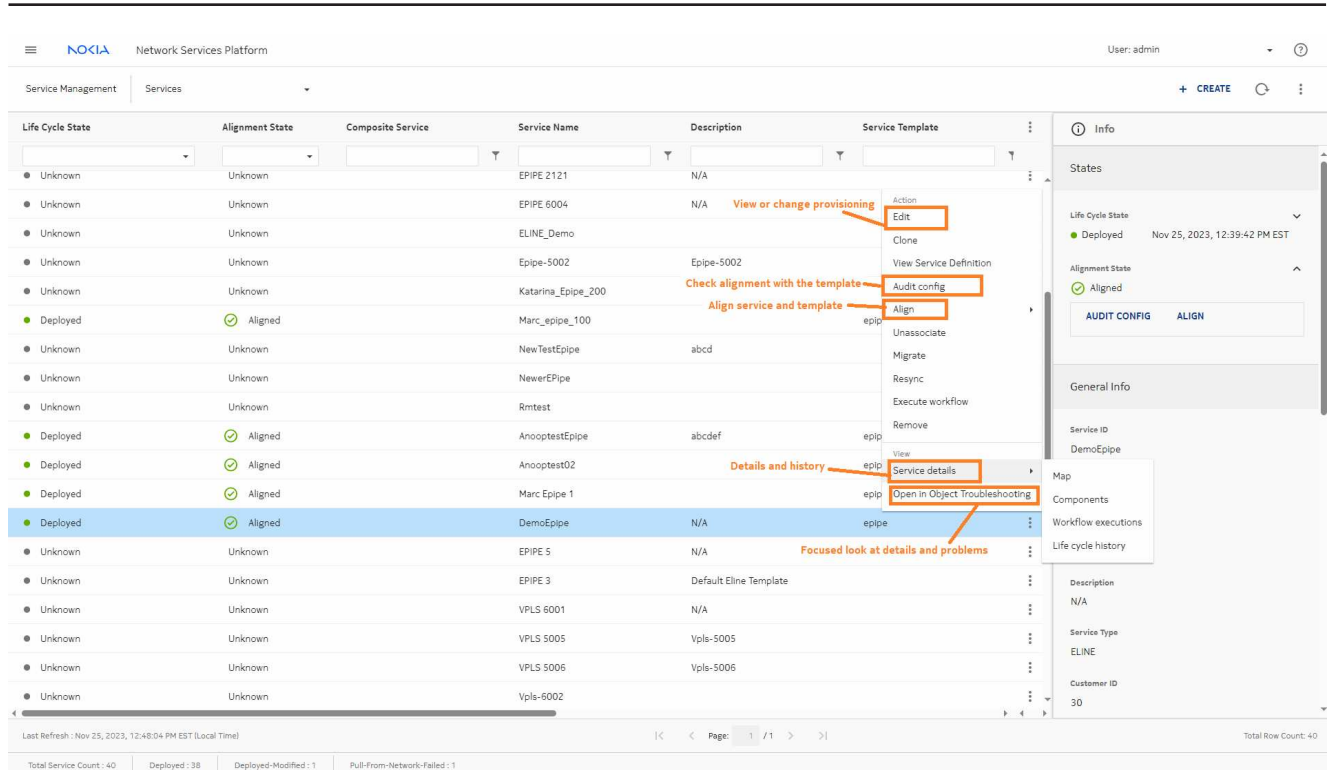 NOKIA Network Services Platform User: admin
Service Management Services + CREATE
Life Cycle State Alignment State Composite Service Service Name Description Service Template Info
States
Unknown Unknown EPIPE 2121 N/A
Unknown Unknown EPIPE 6004 N/A
Unknown Unknown ELINE_Demo
Unknown Unknown Epipe-5002 Epipe-5002
Unknown Unknown Katarina_Epipe_200
Deployed Aligned Marc_epipe_100 epip
Unknown Unknown NewTestEpipe abcd
Unknown Unknown NewerEPipe
Unknown Unknown Rmtest
Deployed Aligned AnooptestEpipe abcdef epip
Deployed Aligned Anooptest02 epip
Deployed Aligned Marc Epipe 1 epip
Deployed Aligned DemoEpipe N/A epipe
Unknown Unknown EPIPE 5 N/A
Unknown Unknown EPIPE 3 Default Eline Template
Unknown Unknown VPLS 6001 N/A
Unknown Unknown VPLS 5005 Vpls-5005
Unknown Unknown VPLS 5006 Vpls-5006
Unknown Unknown Vpls-6002
View or change provisioning
Check alignment with the template
Align service and template
Details and history
Focused look at details and problems
Action
Edit
Clone
View Service Definition
Audit config
Align
Unassociate
Migrate
Resync
Execute workflow
Remove
View
Service details
Open in Object Troubleshooting
Map
Components
Workflow executions
Life cycle history
Life Cycle State
Deployed Nov 25, 2023, 12:39:42 PM EST
Alignment State
Aligned
AUDIT CONFIG ALIGN
General Info
Service ID
DemoEpipe
Description
N/A
Service Type
ELINE
Customer ID
30
Last Refresh : Nov 25, 2023, 12:48:04 PM EST (Local Time) Page: 1 / 1 Total Row Count: 40
Total Service Count : 40 Deployed : 38 Deployed-Modified : 1 Pull-From-Network-Failed : 1